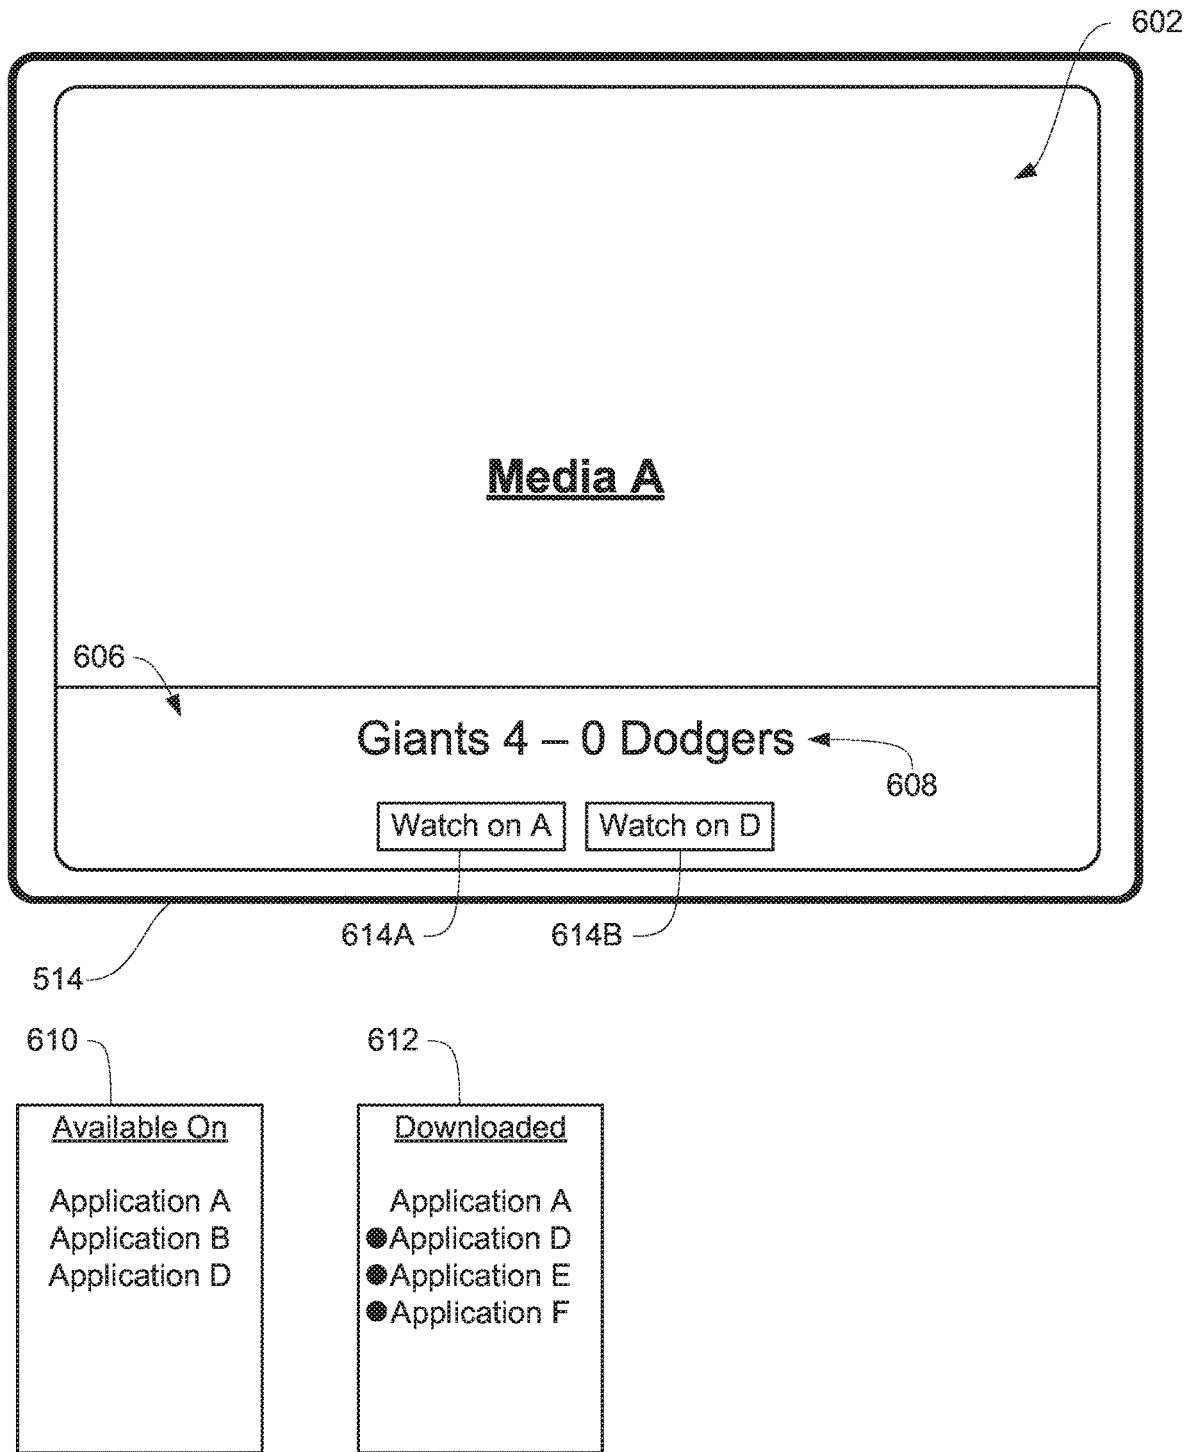 602
Media A
606
Giants 4 – 0 Dodgers
608
Watch on A
Watch on D
614A
614B
514
610
612
Available On
Application A
Application B
Application D
Downloaded
Application A
●Application D
●Application E
●Application F